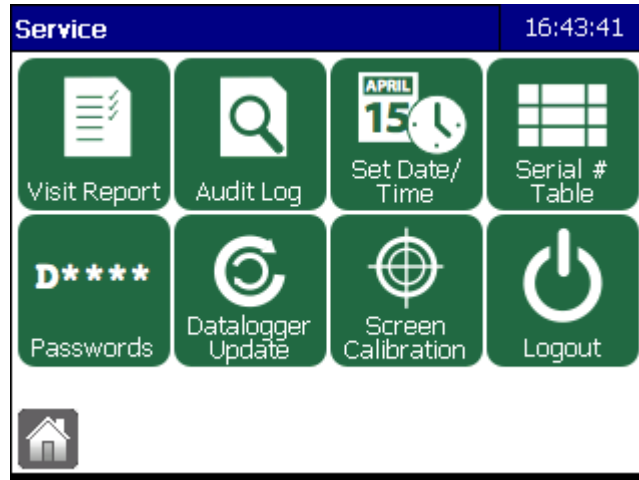 Service
16:43:41
Visit Report
Audit Log
APRIL
15
Set Date/
Time
Serial #
Table
D****
Passwords
Datalogger
Update
Screen
Calibration
Logout